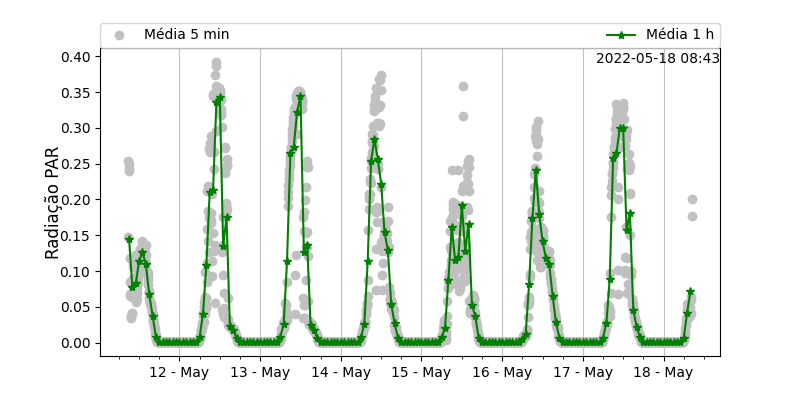 Média 5 min
Média 1 h
2022-05-18 08:43
Radiação PAR
0.40
0.35
0.30
0.25
0.20
0.15
0.10
0.05
0.00
12 - May
13 - May
14 - May
15 - May
16 - May
17 - May
18 - May